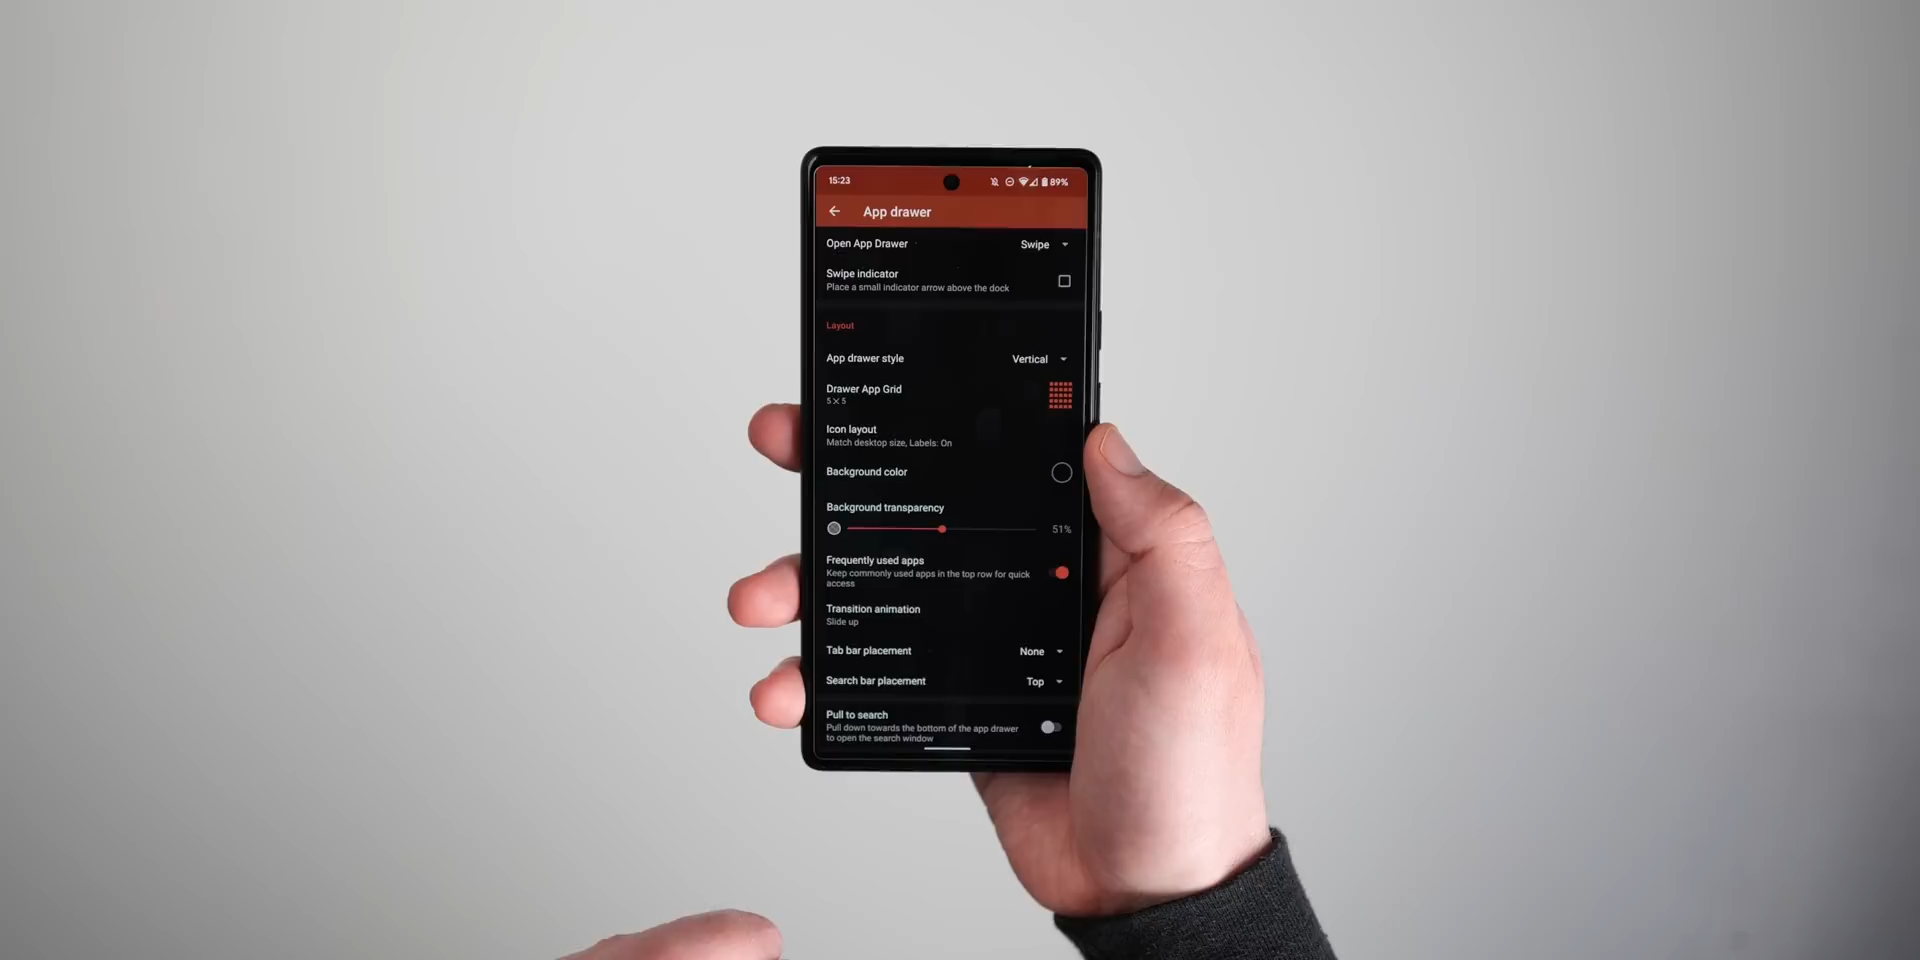 15:23 89%
App drawer
Open App Drawer Swipe
Swipe indicator
Place a small indicator arrow above the dock
Layout
App drawer style Vertical
Drawer App Grid
5 × 5
Icon layout
Match desktop size, Labels: On
Background color
Background transparency
51%
Frequently used apps
Keep commonly used apps in the top row for quick
access
Transition animation
Slide up
Tab bar placement None
Search bar placement Top
Pull to search
Pull down towards the bottom of the app drawer
to open the search window